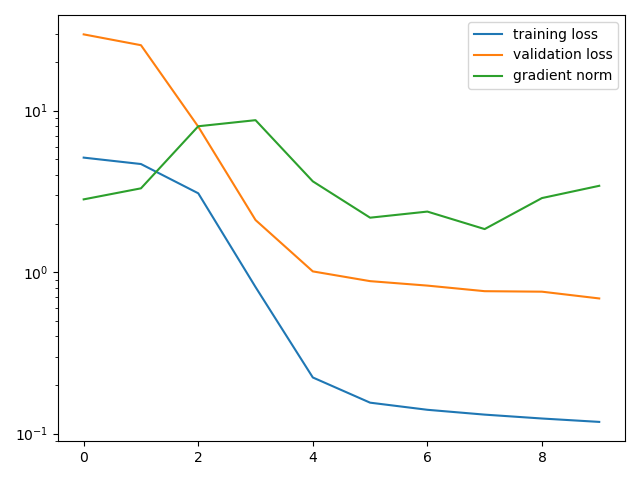 training loss
validation loss
gradient norm
10¹
10⁰
10⁻¹
0 2 4 6 8